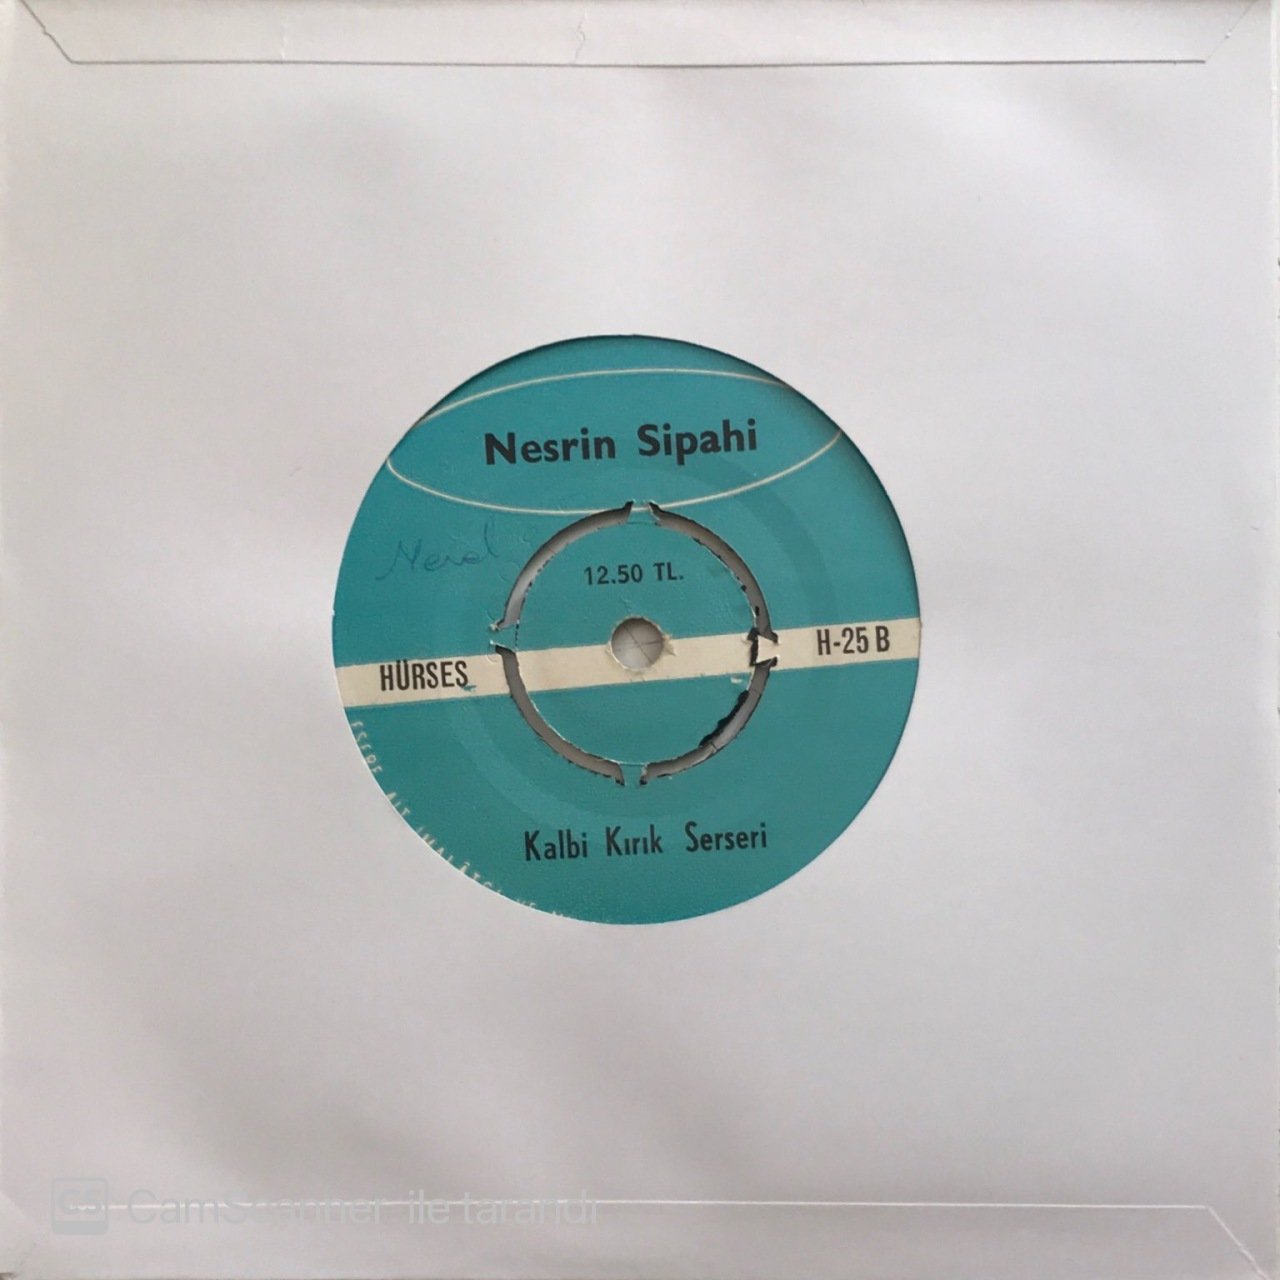 Nesrin Sipahi
12.50 TL.
HÜRSES
H-25 B
Kalbi Kırık Serseri
CamScanner ile tarandı